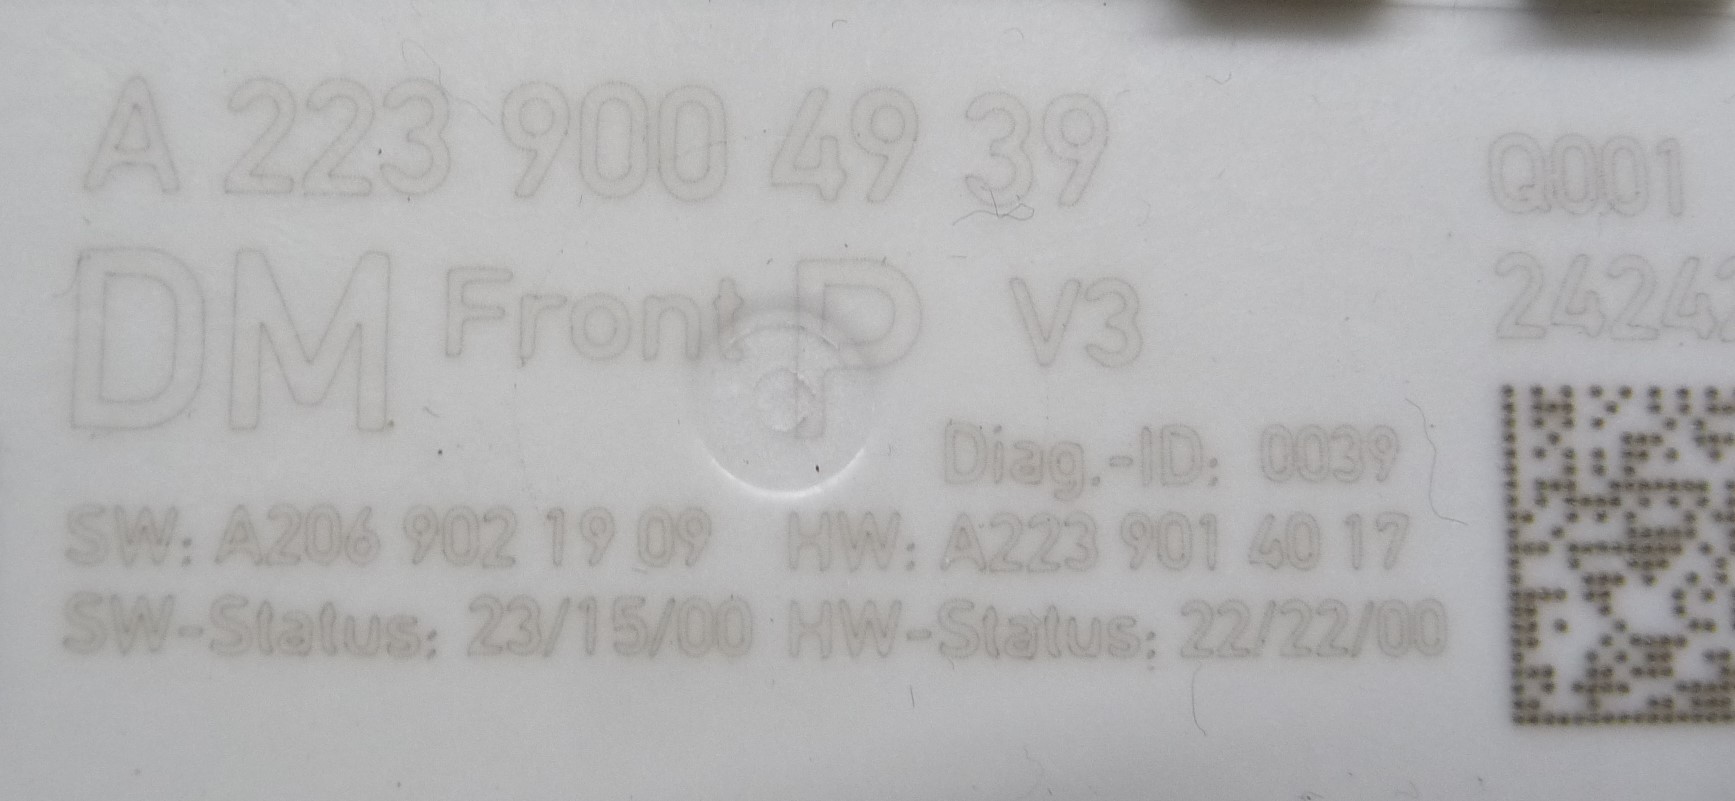 A 223 900 49 39
DM Front P V3
Diag.-ID: 0039
SW: A206 902 19 09 HW: A223 901 40 17
SW-Status: 23/15/00 HW-Status: 22/22/00
Q001
2424